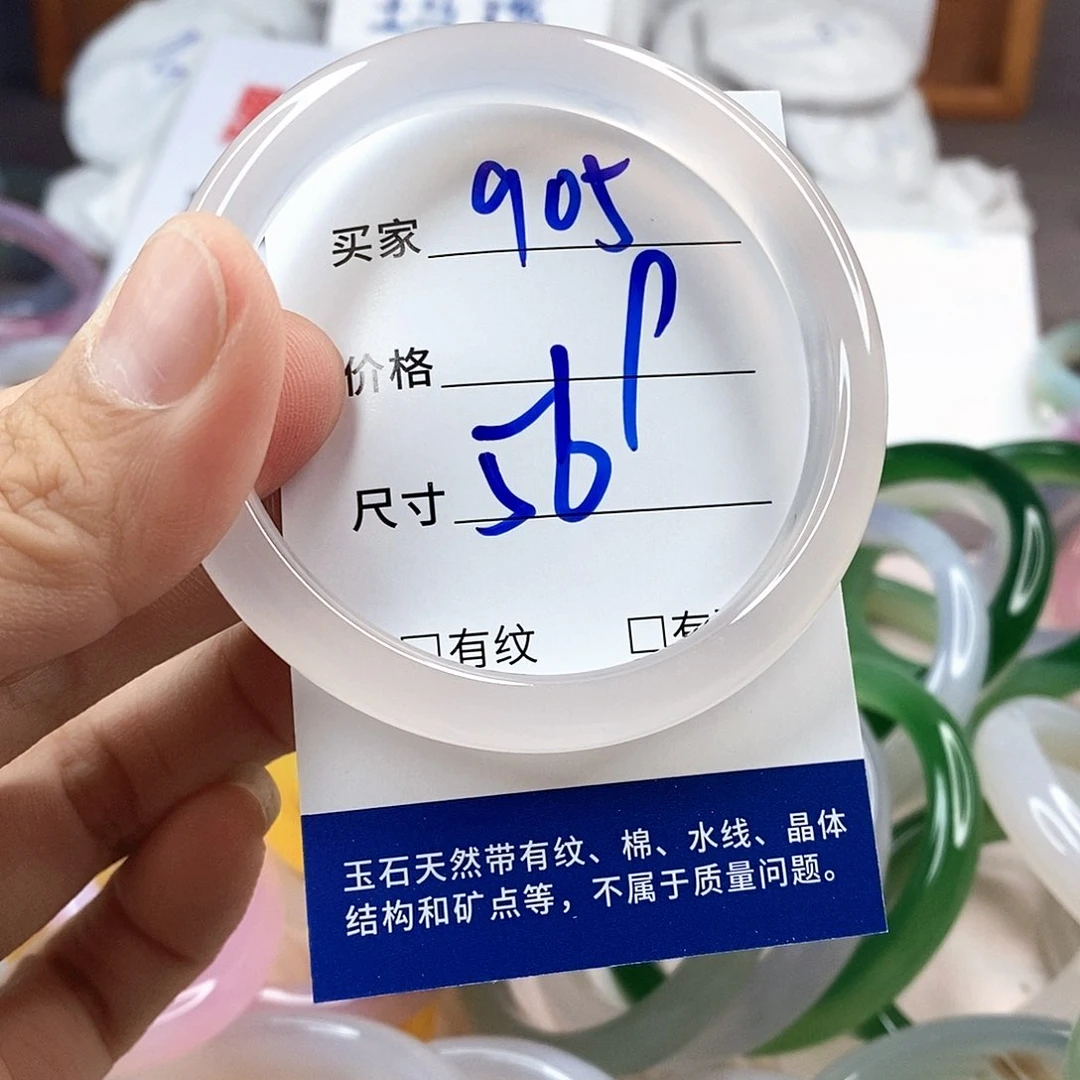 买家 905
价格
尺寸 56
有纹
玉石天然带有纹、棉、水线、晶体
结构和矿点等，不属于质量问题。